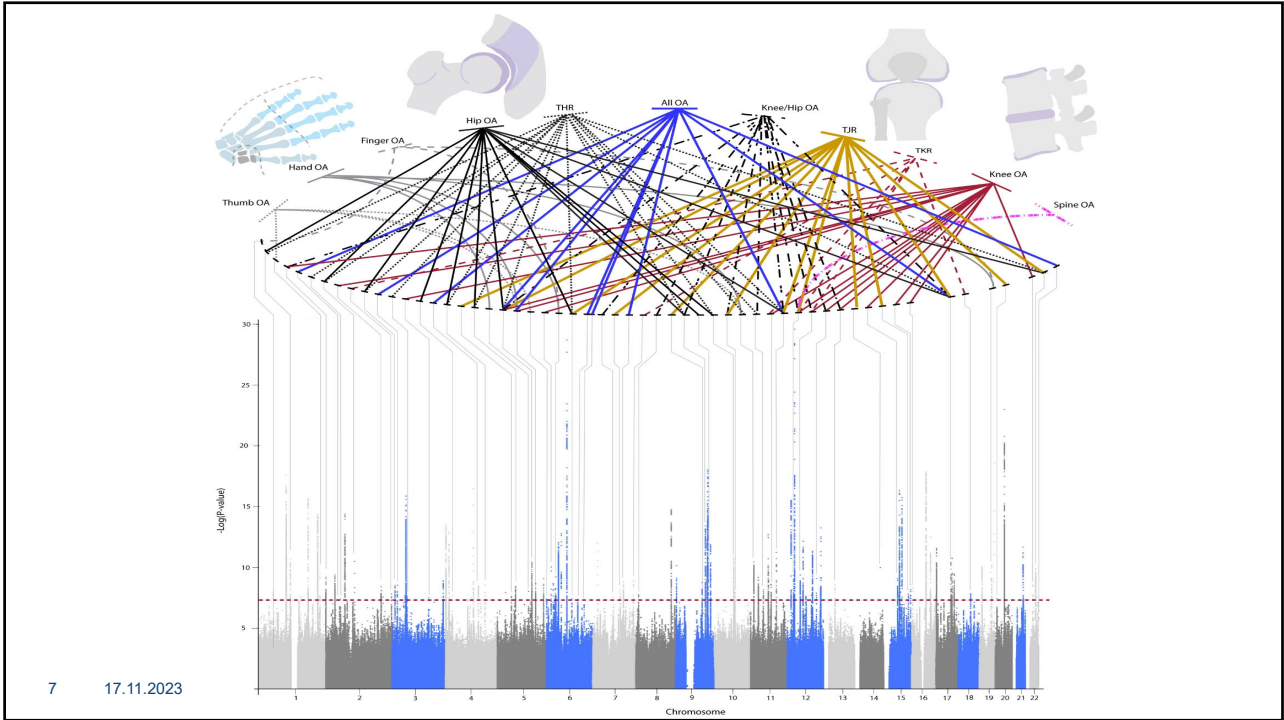 THR
All OA
Knee/Hip OA
Hip OA
TJR
Finger OA
TKR
Hand OA
Knee OA
Thumb OA
Spine OA
30
25
20
15
10
5
-Log(P-value)
1 2 3 4 5 6 7 8 9 10 11 12 13 14 15 16 17 18 19 20 21 22
Chromosome
7 17.11.2023